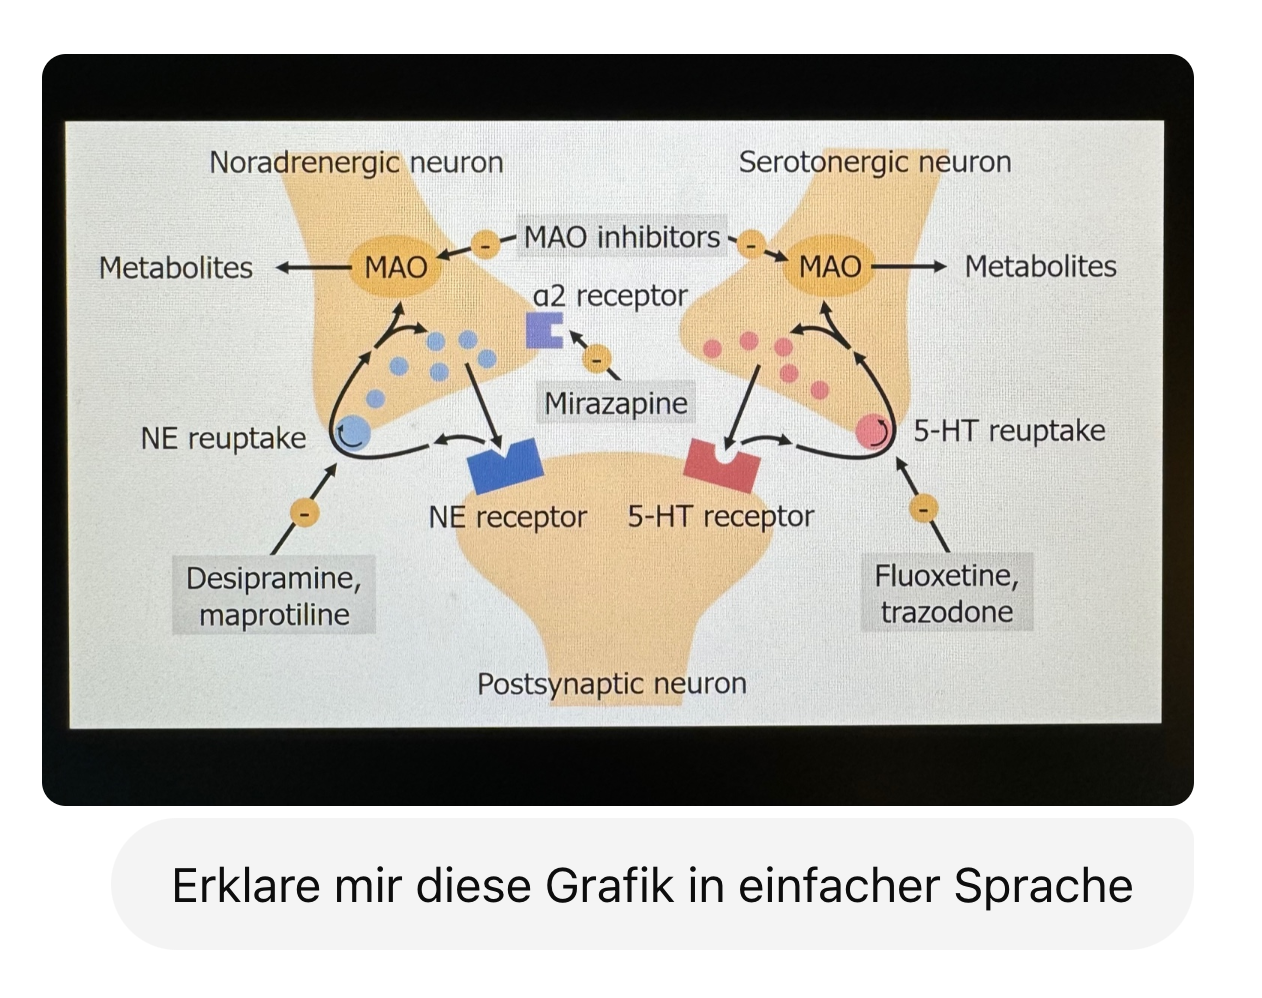 Noradrenergic neuron
Serotonergic neuron
MAO inhibitors
-
-
Metabolites
MAO
MAO
Metabolites
α2 receptor
-
Mirazapine
NE reuptake
5-HT reuptake
NE receptor
5-HT receptor
-
-
Desipramine,
maprotiline
Fluoxetine,
trazodone
Postsynaptic neuron
Erklare mir diese Grafik in einfacher Sprache